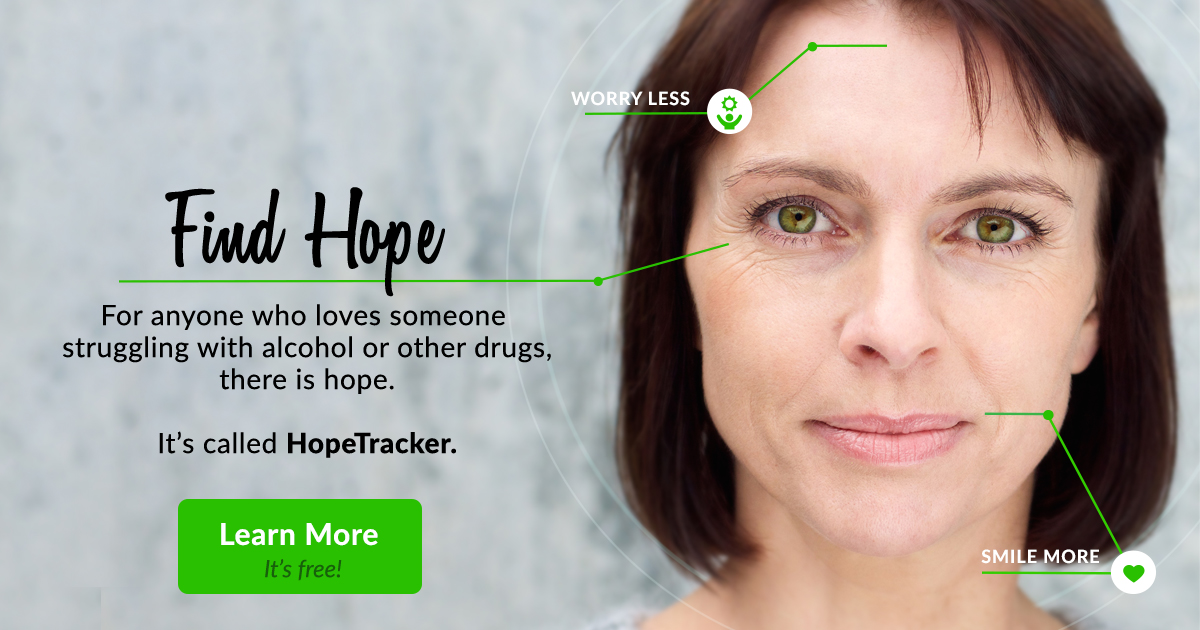 WORRY LESS
Find Hope
For anyone who loves someone
struggling with alcohol or other drugs,
there is hope.
It’s called HopeTracker.
Learn More
It’s free!
SMILE MORE